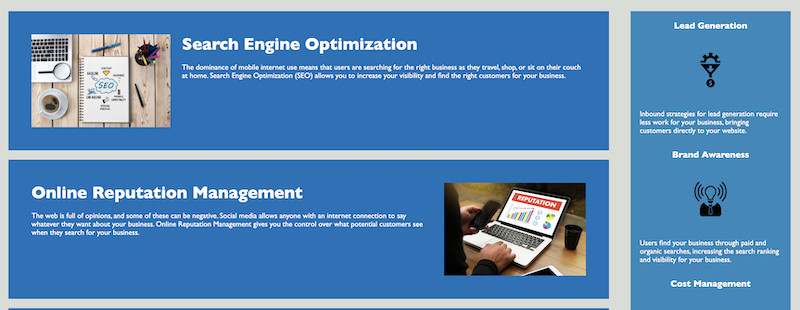 Search Engine Optimization
The dominance of mobile internet use means that users are searching for the right business as they travel, shop, or sit on their couch
at home. Search Engine Optimization (SEO) allows you to increase your visibility and find the right customers for your business.
SEO
Online Reputation Management
The web is full of opinions, and some of these can be negative. Social media allows anyone with an internet connection to say
whatever they want about your business. Online Reputation Management gives you the control over what potential customers see
when they search for your business.
REPUTATION
Lead Generation
Inbound strategies for lead generation require
less work for your business, bringing
customers directly to your website.
Brand Awareness
Users find your business through paid and
organic searches, increasing the search ranking
and visibility for your business.
Cost Management